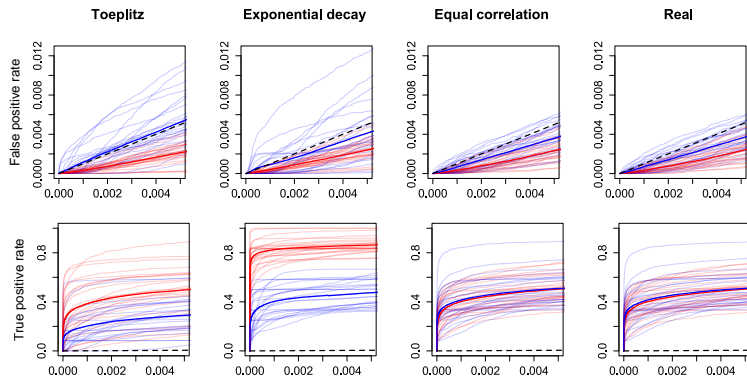 Toeplitz Exponential decay Equal correlation Real
False positive rate
0.012 0.012 0.012 0.012
0.008 0.008 0.008 0.008
0.004 0.004 0.004 0.004
0.000 0.000 0.000 0.000
0.000 0.002 0.004 0.000 0.002 0.004 0.000 0.002 0.004 0.000 0.002 0.004
True positive rate
0.8 0.8 0.8 0.8
0.4 0.4 0.4 0.4
0.0 0.0 0.0 0.0
0.000 0.002 0.004 0.000 0.002 0.004 0.000 0.002 0.004 0.000 0.002 0.004